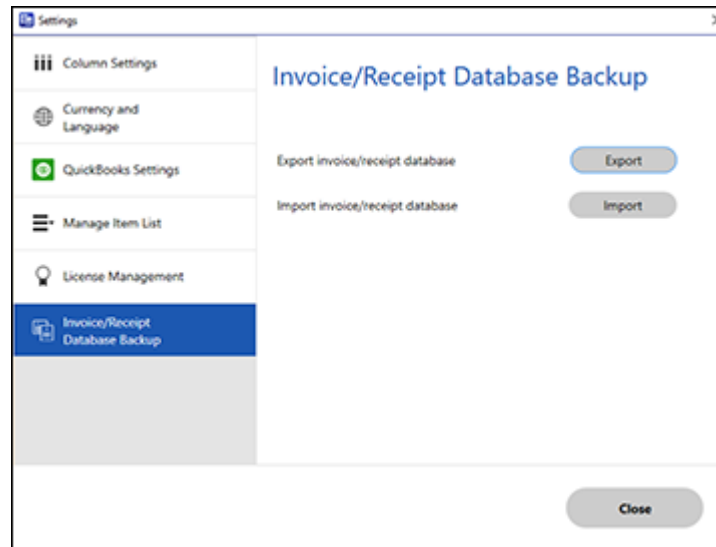 Settings
Column Settings
Currency and
Language
QuickBooks Settings
Manage Item List
License Management
Invoice/Receipt
Database Backup
Invoice/Receipt Database Backup
Export invoice/receipt database
Export
Import invoice/receipt database
Import
Close